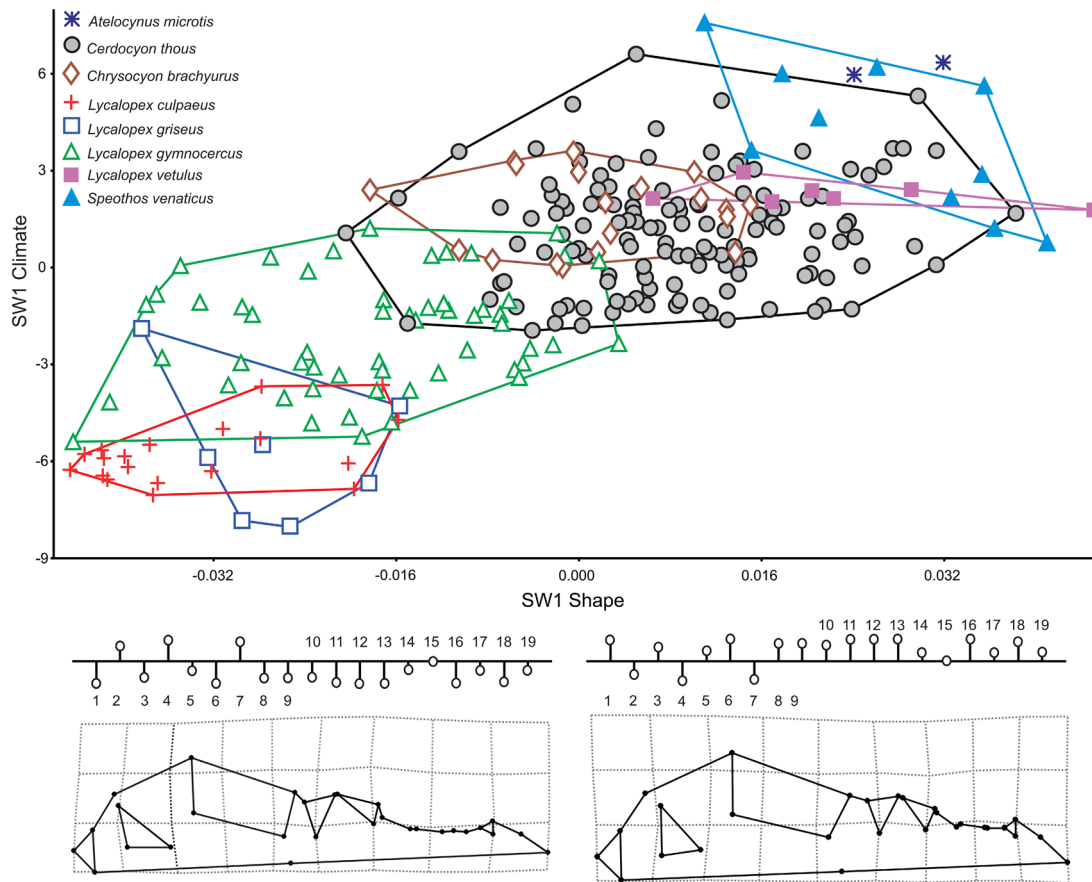 Atelocynus microtis
Cerdocyon thous
Chrysocyon brachyurus
Lycalopex culpaeus
Lycalopex griseus
Lycalopex gymnocercus
Lycalopex vetulus
Speothos venaticus
SW1 Climate
6
3
0
-3
-6
-9
-0.032 -0.016 0.000 0.016 0.032
SW1 Shape
10 11 12 13 14 15 16 17 18 19
1 2 3 4 5 6 7 8 9
10 11 12 13 14 15 16 17 18 19
1 2 3 4 5 6 7 8 9